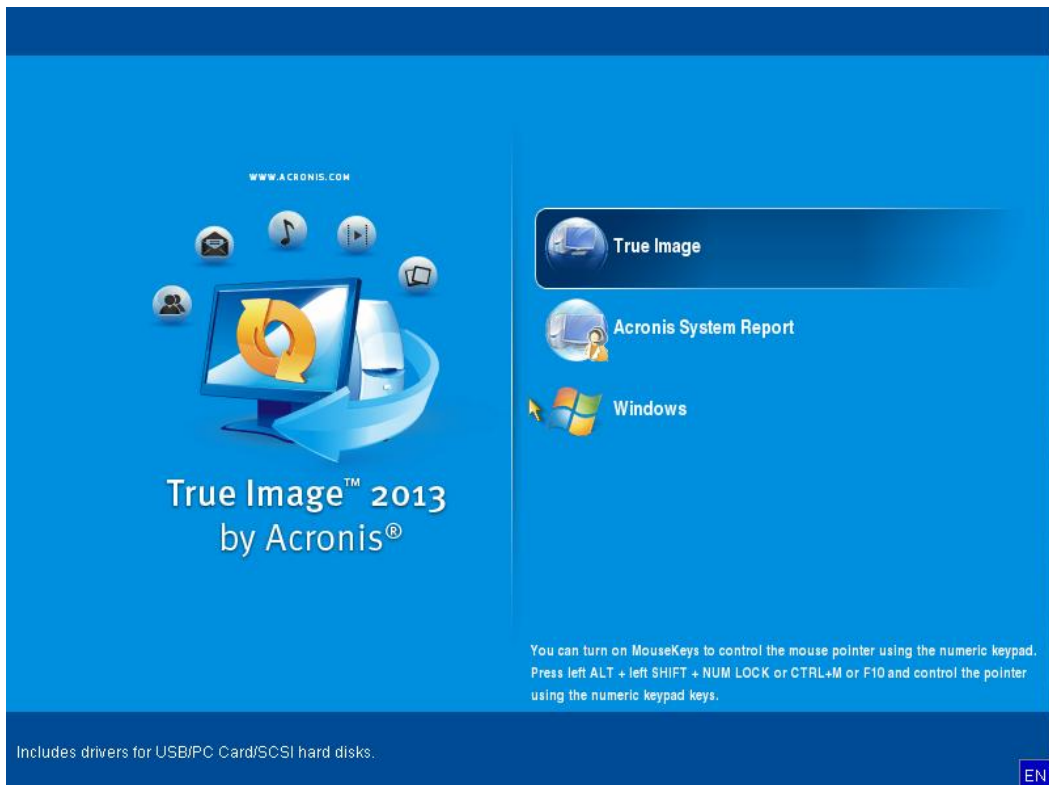 WWW.ACRONIS.COM
True Image™ 2013
by Acronis®
True Image
Acronis System Report
Windows
You can turn on MouseKeys to control the mouse pointer using the numeric keypad.
Press left ALT + left SHIFT + NUM LOCK or CTRL+M or F10 and control the pointer
using the numeric keypad keys.
Includes drivers for USB/PC Card/SCSI hard disks.
EN